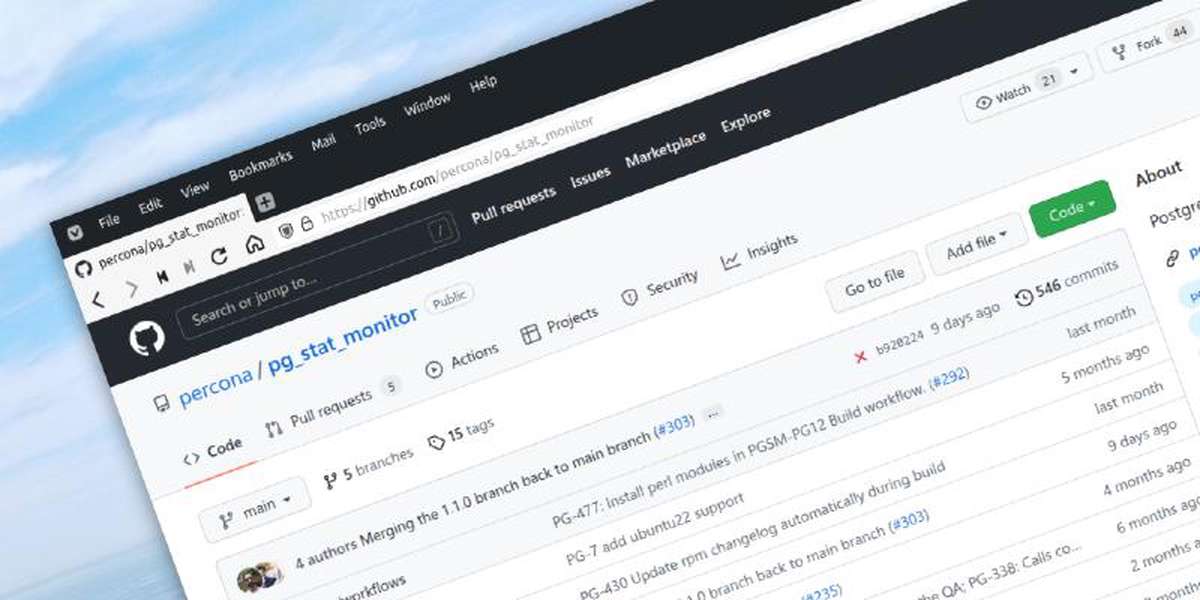 File Edit View Bookmarks Mail Tools Window Help
percona/pg_stat_monitor:
https://github.com/percona/pg_stat_monitor
Search or jump to... /
Pull requests Issues Marketplace Explore
percona / pg_stat_monitor Public
Watch 21
Fork 44
Code Pull requests 5 Actions Projects Security Insights
main 5 branches 15 tags
Go to file Add file Code
About
4 authors Merging the 1.1.0 branch back to main branch (#303) ...
b920224 9 days ago 546 commits
PG-477: Install perl modules in PGSM-PG12 Build workflow. (#292) last month
PG-7 add ubuntu22 support 5 months ago
PG-430 Update rpm changelog automatically during build last month
1.0 branch back to main branch (#303) 9 days ago
4 months ago
(#235)
the QA; PG-338: Calls co... 6 months ago
2 months